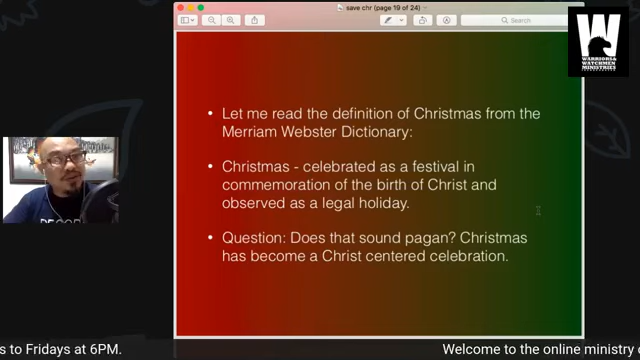 save chr (page 19 of 24)
Search
WARRIORS &
WATCHMEN
MINISTRIES
• Let me read the definition of Christmas from the
Merriam Webster Dictionary:
• Christmas - celebrated as a festival in
commemoration of the birth of Christ and
observed as a legal holiday.
• Question: Does that sound pagan? Christmas
has become a Christ centered celebration.
s to Fridays at 6PM.
Welcome to the online ministry